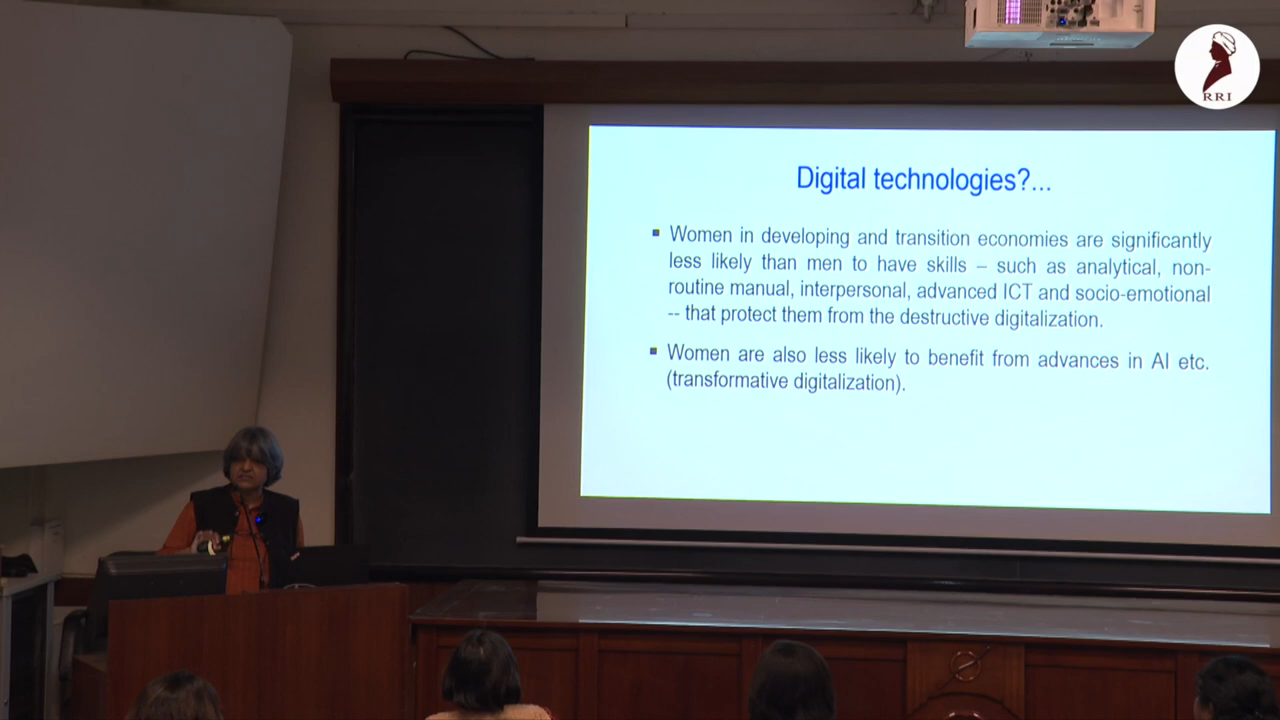 RRI
Digital technologies?...
Women in developing and transition economies are significantly
less likely than men to have skills – such as analytical, non-
routine manual, interpersonal, advanced ICT and socio-emotional
-- that protect them from the destructive digitalization.
Women are also less likely to benefit from advances in AI etc.
(transformative digitalization).